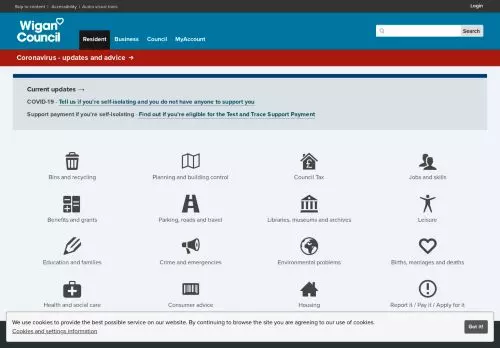 Skip to content | Accessibility | Audio visual tools
Login
Wigan Council
Resident Business Council MyAccount
Search
Coronavirus - updates and advice →
Current updates →
COVID-19 - Tell us if you're self-isolating and you do not have anyone to support you
Support payment if you're self-isolating - Find out if you're eligible for the Test and Trace Support Payment
Bins and recycling Planning and building control Council Tax Jobs and skills
Benefits and grants Parking, roads and travel Libraries, museums and archives Leisure
Education and families Crime and emergencies Environmental problems Births, marriages and deaths
Health and social care Consumer advice Housing Report it / Pay it / Apply for it
We use cookies to provide the best possible service on our website. By continuing to browse the site you are agreeing to our use of cookies.
Cookies and settings information
Got it!